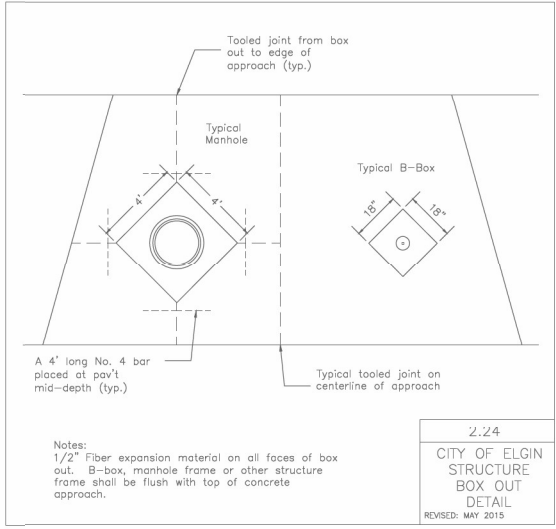 Tooled joint from box
out to edge of
approach (typ.)
Typical
Manhole
Typical B-Box
4'
4'
18"
18"
A 4' long No. 4 bar
placed at pav't
mid-depth (typ.)
Typical tooled joint on
centerline of approach
Notes:
1/2" Fiber expansion material on all faces of box
out. B-box, manhole frame or other structure
frame shall be flush with top of concrete
approach.
2.24
CITY OF ELGIN
STRUCTURE
BOX OUT
DETAIL
REVISED: MAY 2015